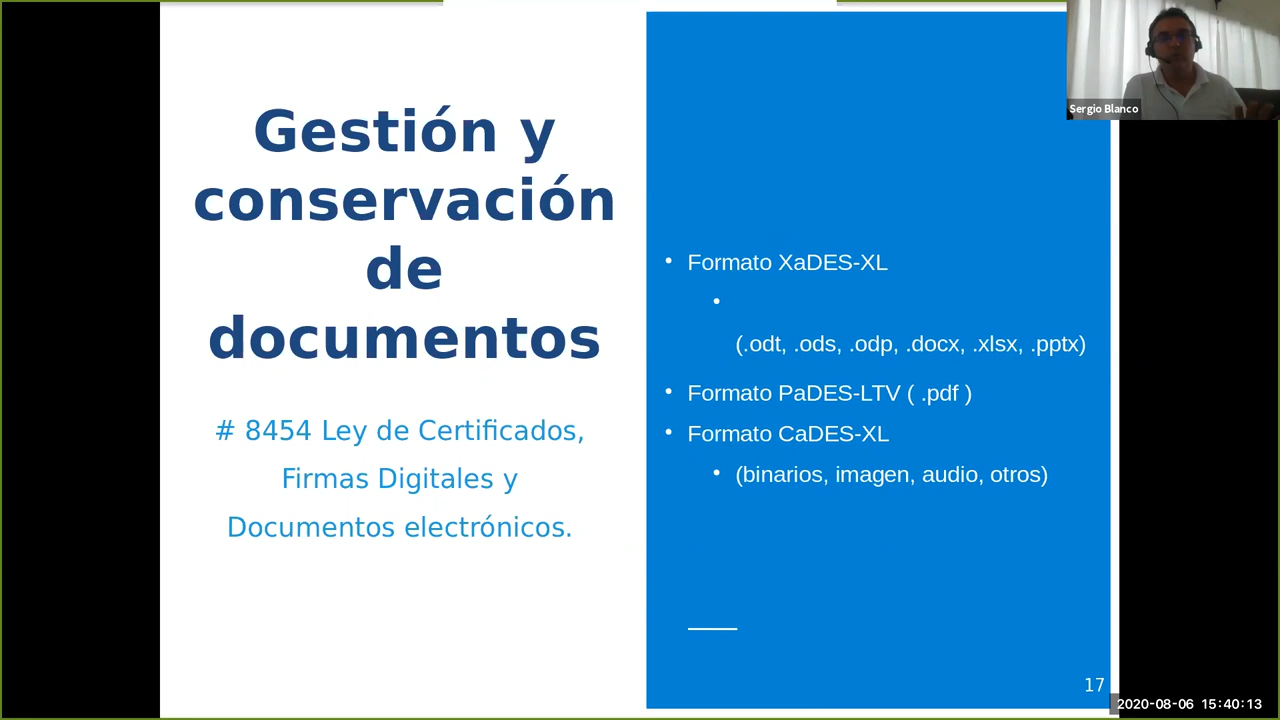 Gestión y
conservación
de
documentos
# 8454 Ley de Certificados,
Firmas Digitales y
Documentos electrónicos.
• Formato XaDES-XL
•
(.odt, .ods, .odp, .docx, .xlsx, .pptx)
• Formato PaDES-LTV ( .pdf )
• Formato CaDES-XL
• (binarios, imagen, audio, otros)
17
Sergio Blanco
2020-08-06 15:40:13